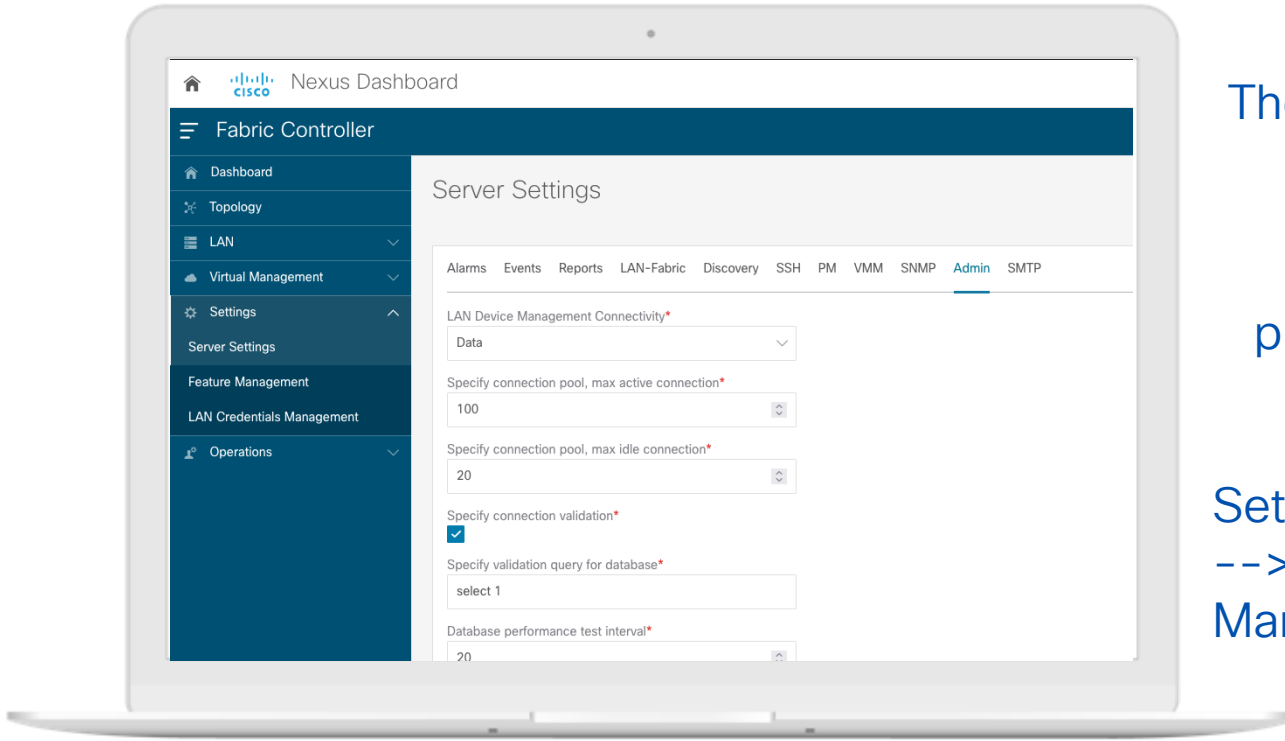 CISCO Nexus Dashboard
Fabric Controller
Dashboard
Topology
LAN
Virtual Management
Settings
Server Settings
Feature Management
LAN Credentials Management
Operations
Server Settings
Alarms Events Reports LAN-Fabric Discovery SSH PM VMM SNMP Admin SMTP
LAN Device Management Connectivity*
Data
Specify connection pool, max active connection*
100
Specify connection pool, max idle connection*
20
Specify connection validation*
Specify validation query for database*
select 1
Database performance test interval*
20
Set
-->